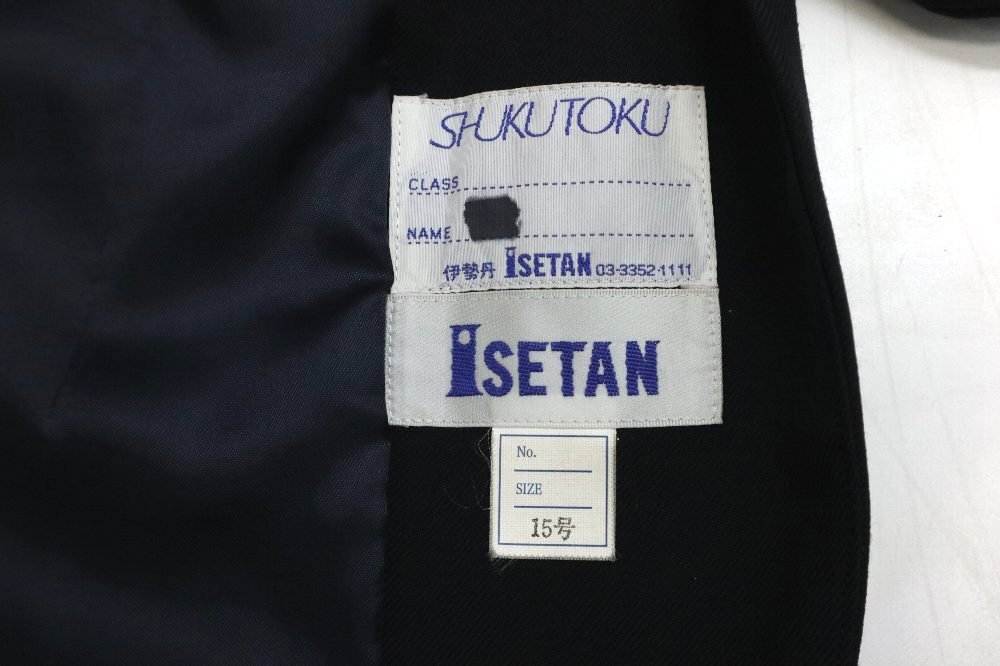 SHUKUTOKU
CLASS
NAME
伊勢丹 ISETAN 03-3352-1111
ISETAN
No.
SIZE
15号